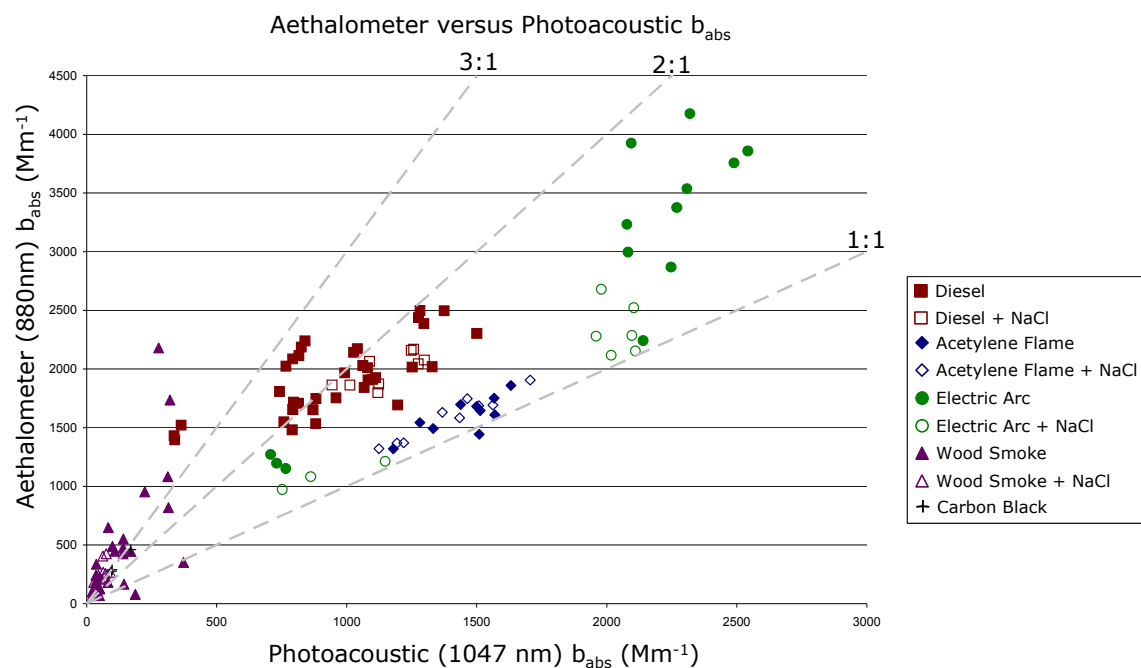 Aethalometer versus Photoacoustic babs
3:1
2:1
1:1
Aethalometer (880nm) babs (Mm-1)
4500
4000
3500
3000
2500
2000
1500
1000
500
0
0 500 1000 1500 2000 2500 3000
Photoacoustic (1047 nm) babs (Mm-1)
Diesel
Diesel + NaCl
Acetylene Flame
Acetylene Flame + NaCl
Electric Arc
Electric Arc + NaCl
Wood Smoke
Wood Smoke + NaCl
Carbon Black